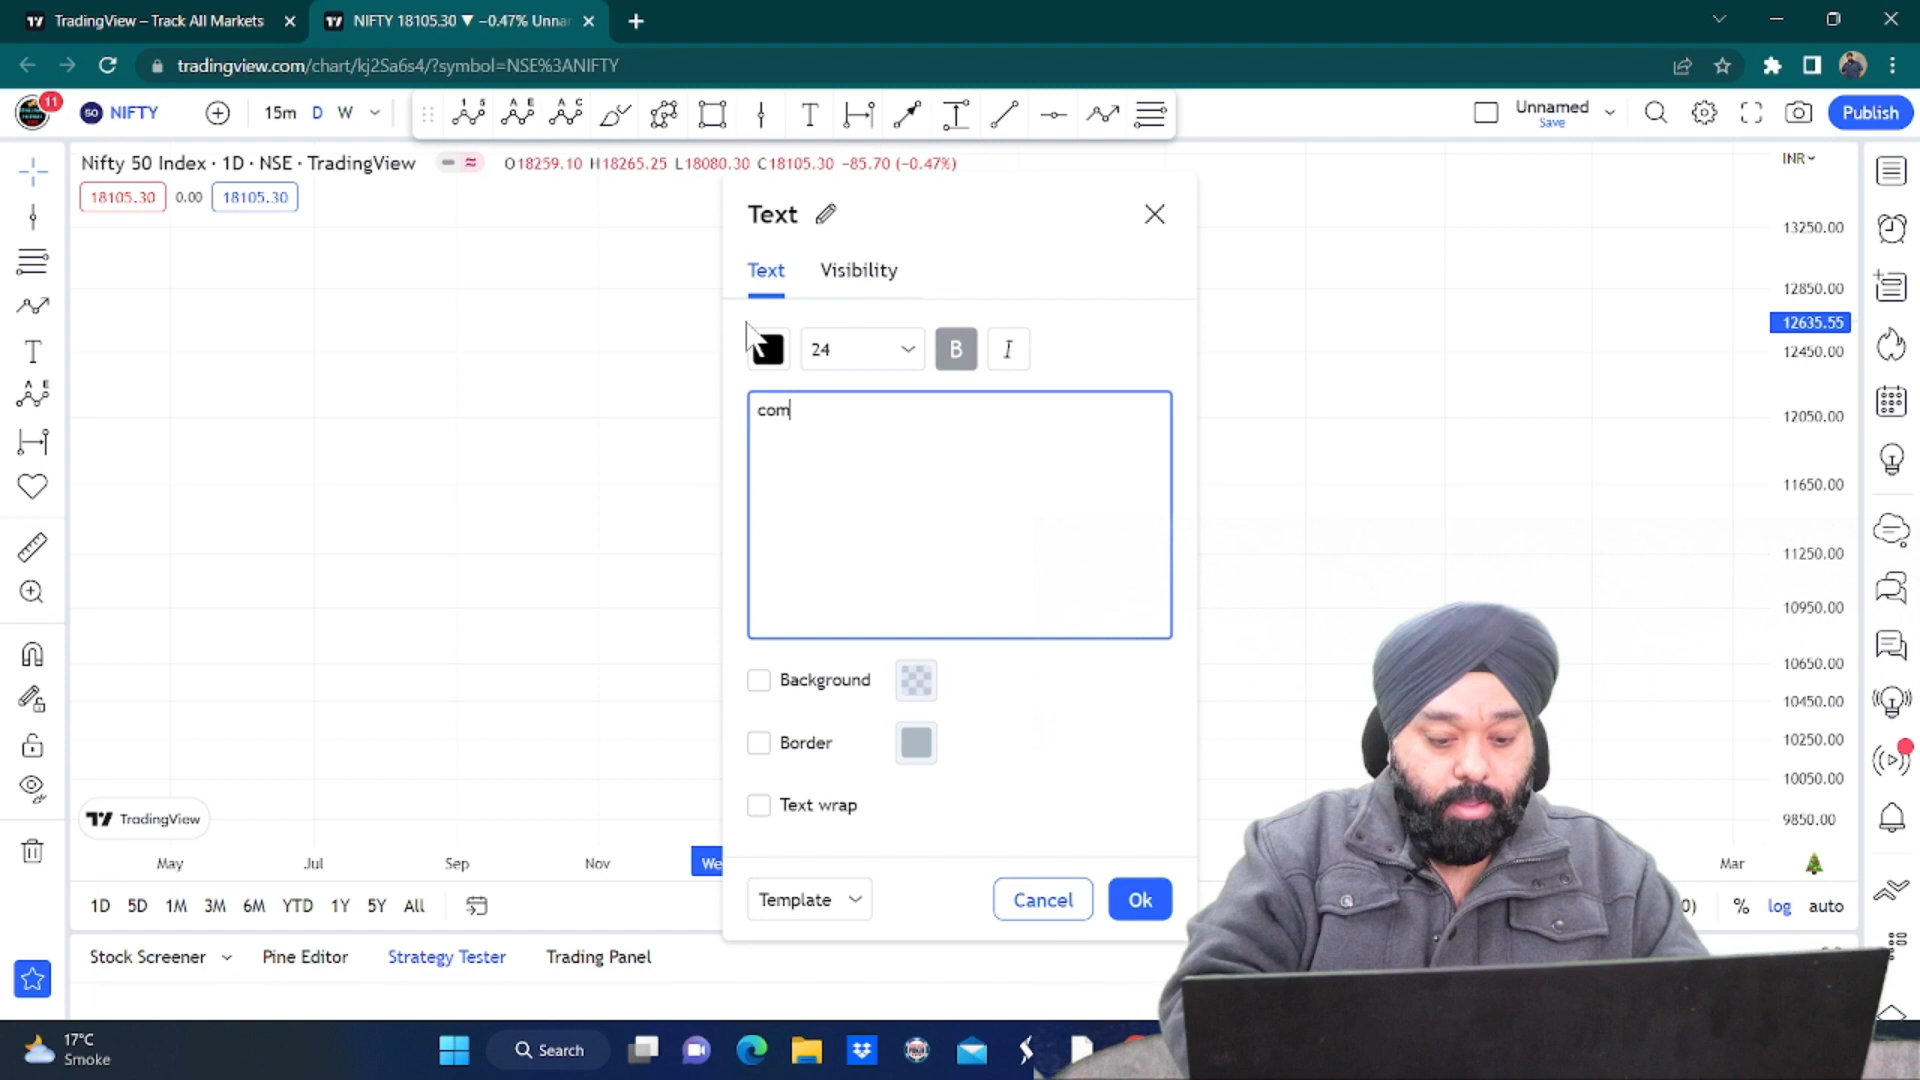 TradingView – Track All Markets
NIFTY 18105.30 ▼ −0.47% Unna
tradingview.com/chart/kj2Sa6s4/?symbol=NSE%3ANIFTY
11
50 NIFTY
15m D W
Unnamed
Save
Publish
Nifty 50 Index · 1D · NSE · TradingView
O18259.10 H18265.25 L18080.30 C18105.30 −85.70 (−0.47%)
INR
18105.30 0.00 18105.30
Text
Text Visibility
24 B I
com
Background
Border
Text wrap
Template
Cancel
Ok
13250.00
12850.00
12635.55
12450.00
12050.00
11650.00
11250.00
10950.00
10650.00
10450.00
10250.00
10050.00
9850.00
TradingView
May Jul Sep Nov We Mar
1D 5D 1M 3M 6M YTD 1Y 5Y All
% log auto
Stock Screener Pine Editor Strategy Tester Trading Panel
17°C
Smoke
Search